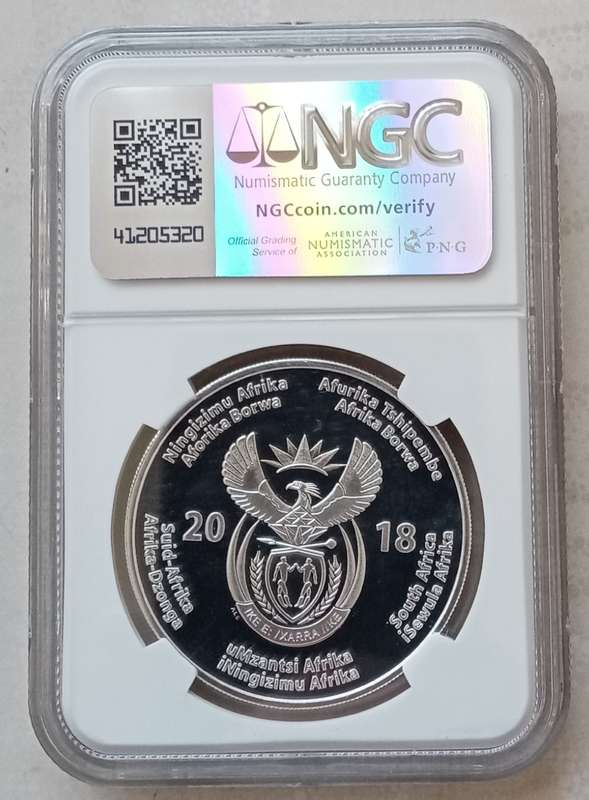 NGC
Numismatic Guaranty Company
NGCcoin.com/verify
41205320
Official Grading
Service of
AMERICAN
NUMISMATIC
ASSOCIATION
P·N·G
Ningizimu Afrika
Aforika Borwa
Afurika Tshipembe
Afrika Borwa
20
18
Suid-Afrika
Afrika-Dzonga
South Africa
iSewula Afrika
!KE E: /XARRA //KE
ALS
uMzantsi Afrika
iNingizimu Afrika